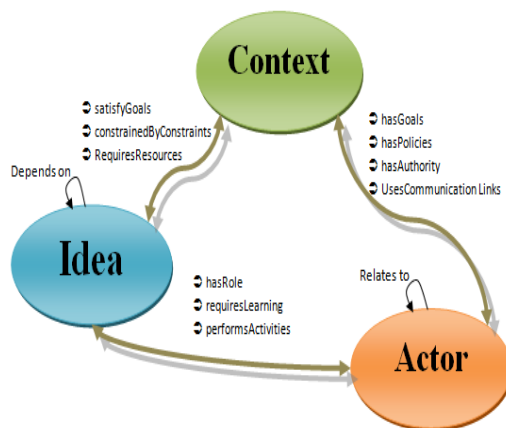 Context
satisfyGoals
constrainedByConstraints
RequiresResources
hasGoals
hasPolicies
hasAuthority
UsesCommunication Links
Depends on
Idea
hasRole
requiresLearning
performsActivities
Relates to
Actor